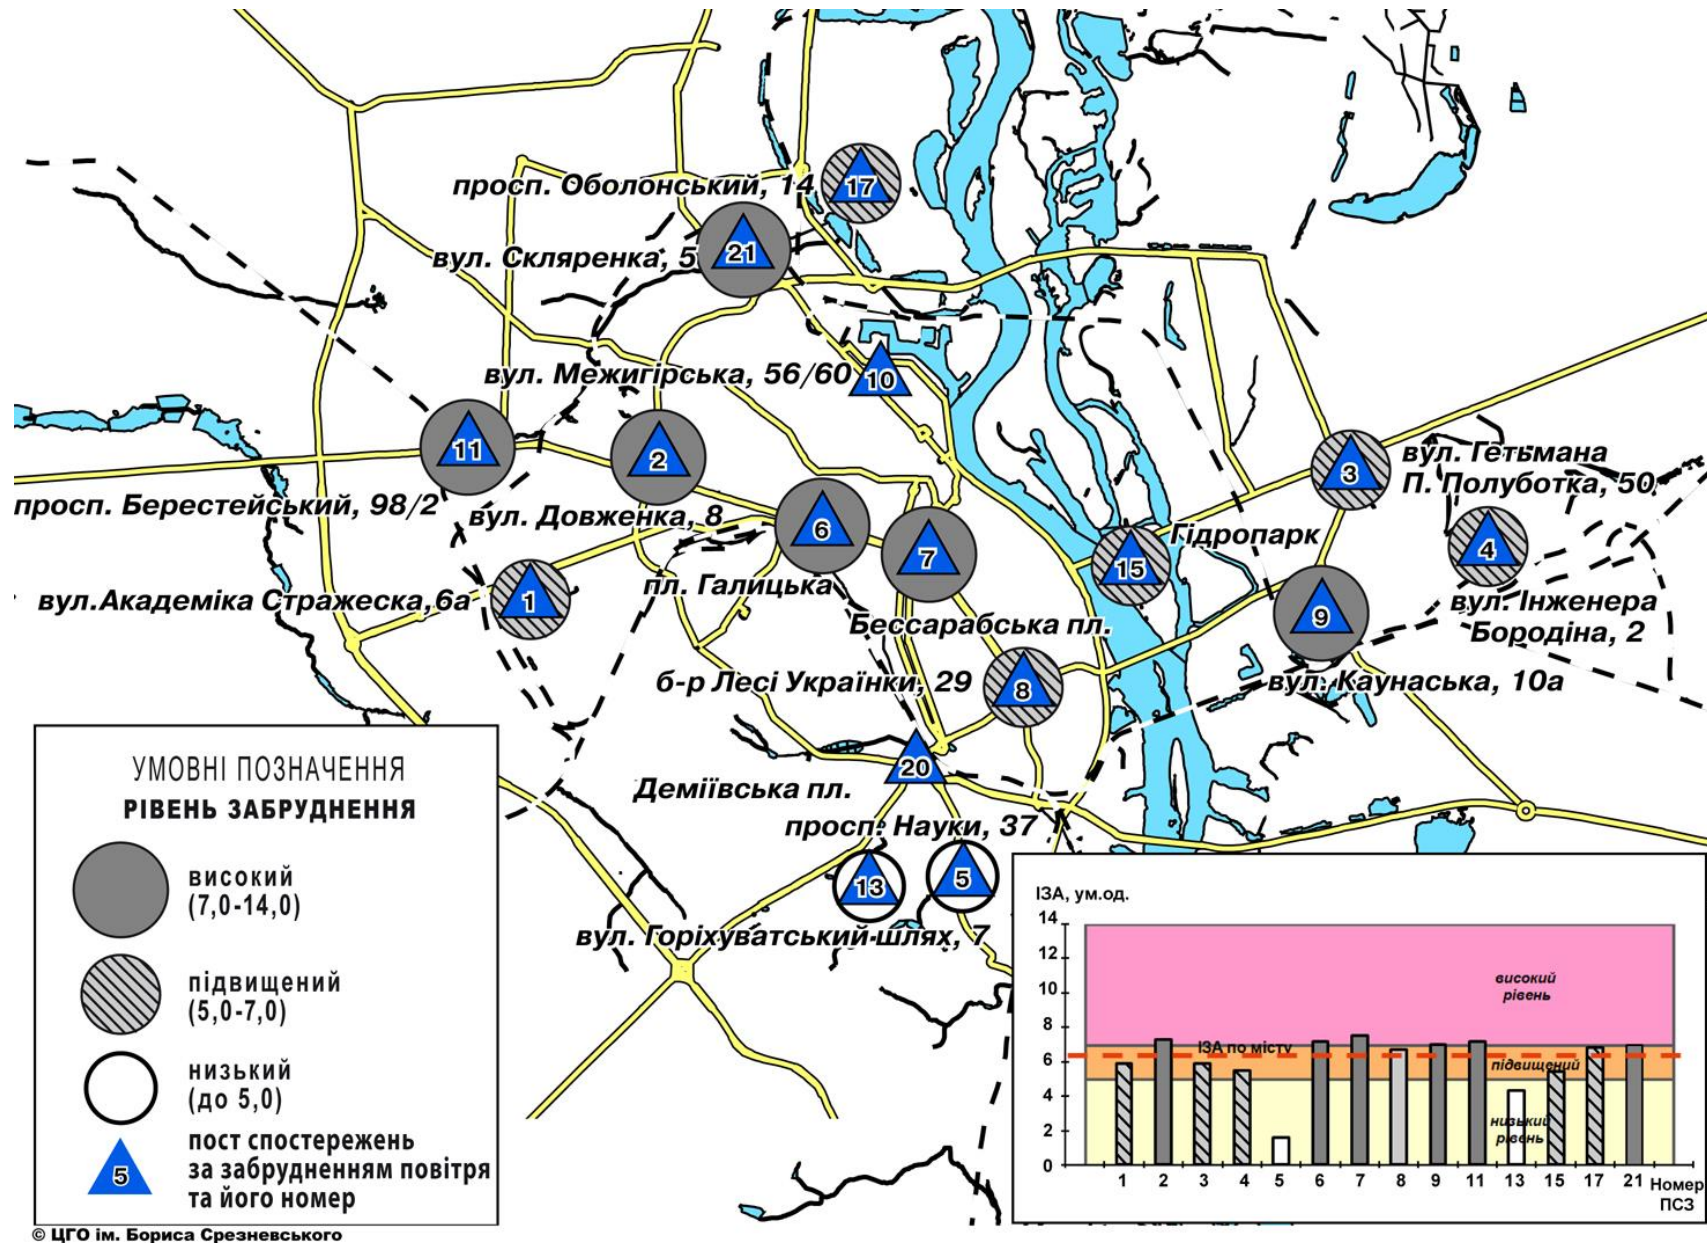 просп. Оболонський, 14
17
21
вул. Скляренка, 5
вул. Межигірська, 56/60
10
11
2
3
вул. Гетьмана
П. Полуботка, 50
просп. Берестейський, 98/2
вул. Довженка, 8
6
7
Гідропарк
15
4
пл. Галицька
вул.Академіка Стражеска,6а
1
вул. Інженера
Бородіна, 2
9
Бессарабська пл.
б-р Лесі Українки, 29
8
вул. Каунаська, 10а
20
Деміївська пл.
просп. Науки, 37
13
5
вул. Горіхуватський шлях, 7
УМОВНІ ПОЗНАЧЕННЯ
РІВЕНЬ ЗАБРУДНЕННЯ
високий
(7,0-14,0)
підвищений
(5,0-7,0)
низький
(до 5,0)
5
пост спостережень
за забрудненням повітря
та його номер
© ЦГО ім. Бориса Срезневського
ІЗА, ум.од.
14
12
10
8
6
4
2
0
високий
рівень
ІЗА по місту
підвищений
низький
рівень
1 2 3 4 5 6 7 8 9 11 13 15 17 21
Номер
ПСЗ